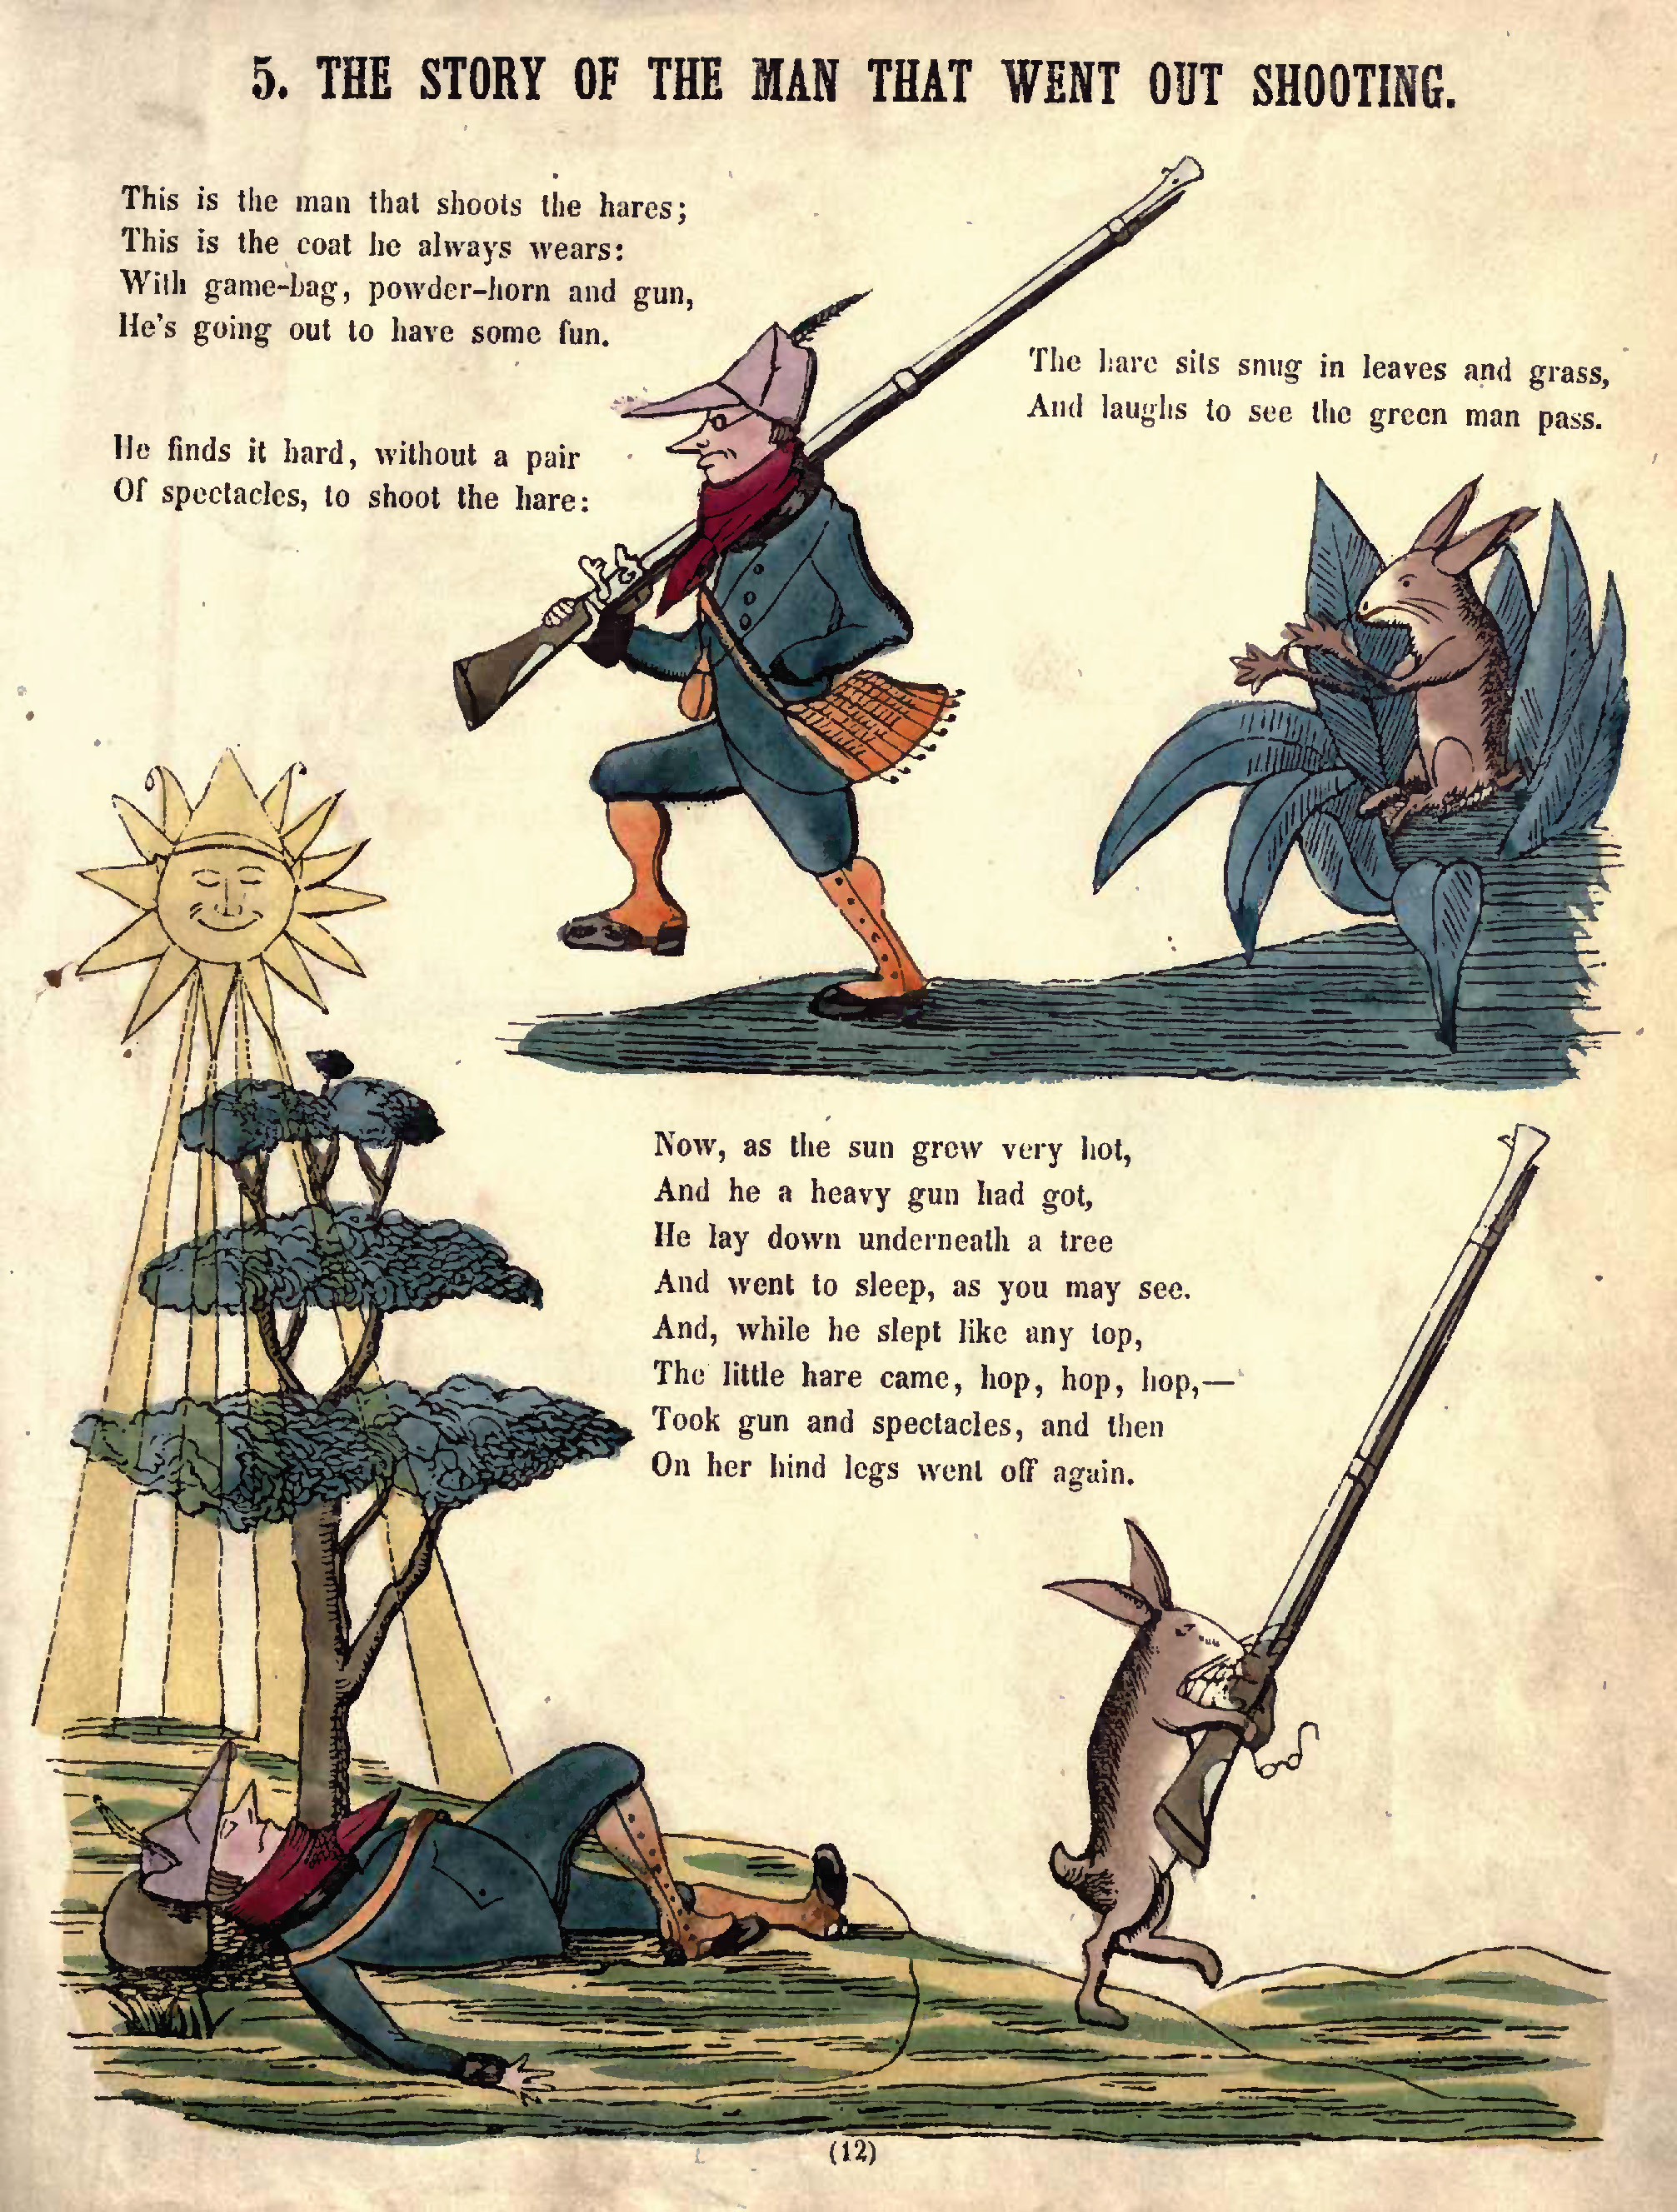 5. THE STORY OF THE MAN THAT WENT OUT SHOOTING.
This is the man that shoots the hares;
This is the coat he always wears:
With game-bag, powder-horn and gun,
He's going out to have some fun.
He finds it hard, without a pair
Of spectacles, to shoot the hare:
The hare sits snug in leaves and grass,
And laughs to see the green man pass.
Now, as the sun grew very hot,
And he a heavy gun had got,
He lay down underneath a tree
And went to sleep, as you may see.
And, while he slept like any top,
The little hare came, hop, hop, hop,—
Took gun and spectacles, and then
On her hind legs went off again.
(12)